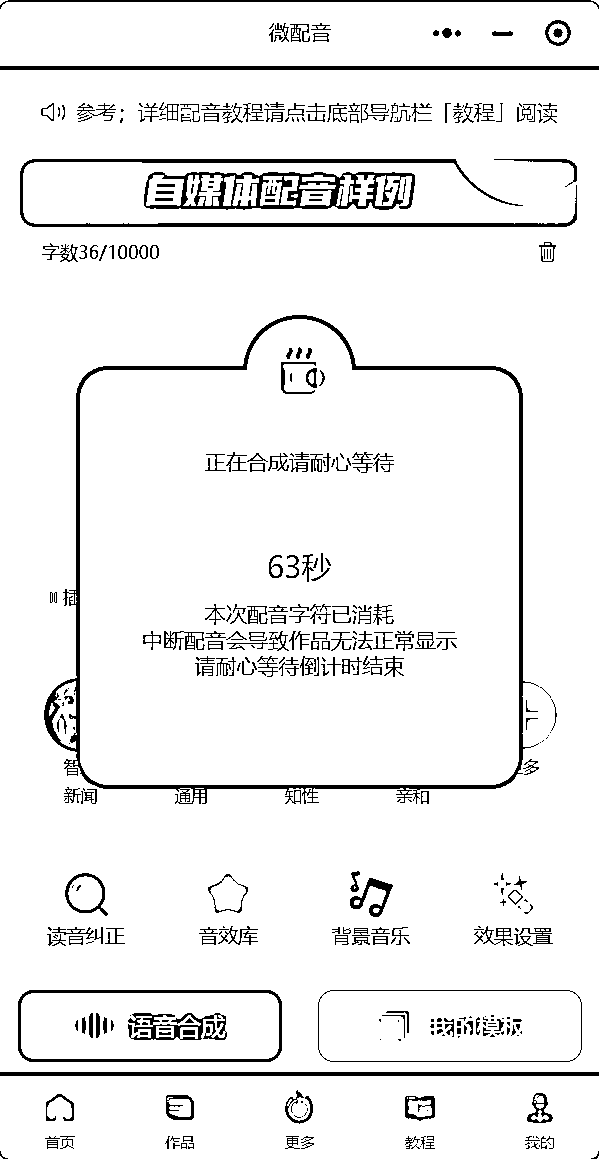 微配音
参考；详细配音教程请点击底部导航栏「教程」阅读
自媒体配音样例
字数36/10000
正在合成请耐心等待
63秒
本次配音字符已消耗
中断配音会导致作品无法正常显示
请耐心等待倒计时结束
插
智 多
新闻 通用 知性 亲和
读音纠正 音效库 背景音乐 效果设置
语音合成 我的模板
首页 作品 更多 教程 我的